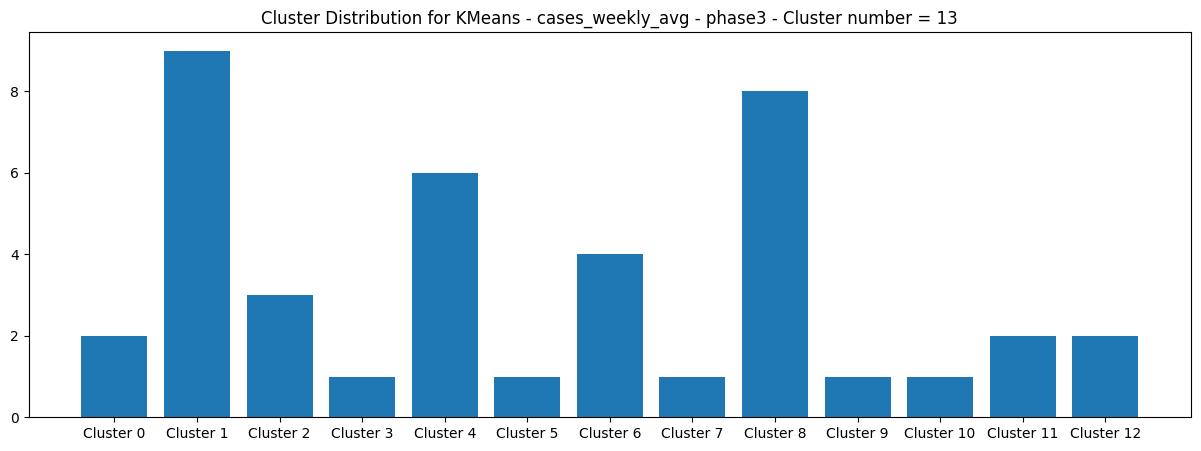 Cluster Distribution for KMeans - cases_weekly_avg - phase3 - Cluster number = 13
8
6
4
2
0
Cluster 0 Cluster 1 Cluster 2 Cluster 3 Cluster 4 Cluster 5 Cluster 6 Cluster 7 Cluster 8 Cluster 9 Cluster 10 Cluster 11 Cluster 12